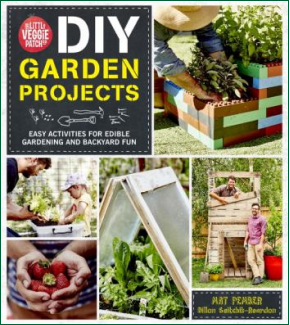 THE LITTLE
VEGGIE
PATCH Co
DIY
GARDEN
PROJECTS
EASY ACTIVITIES FOR EDIBLE
GARDENING AND BACKYARD FUN
MAT PEMBER
Dillon Seitchik-Reardon